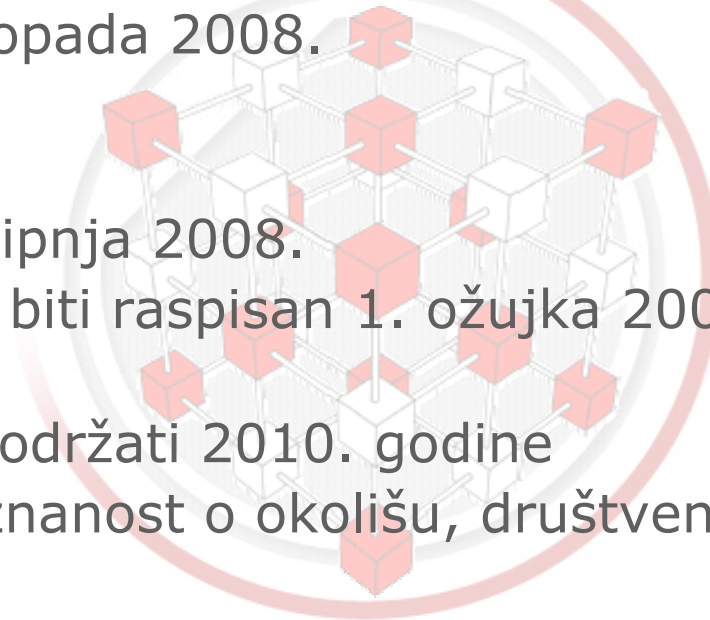 opada 2008.
ipnja 2008.
biti raspisan 1. ožujka 200
održati 2010. godine
znanost o okolišu, društven